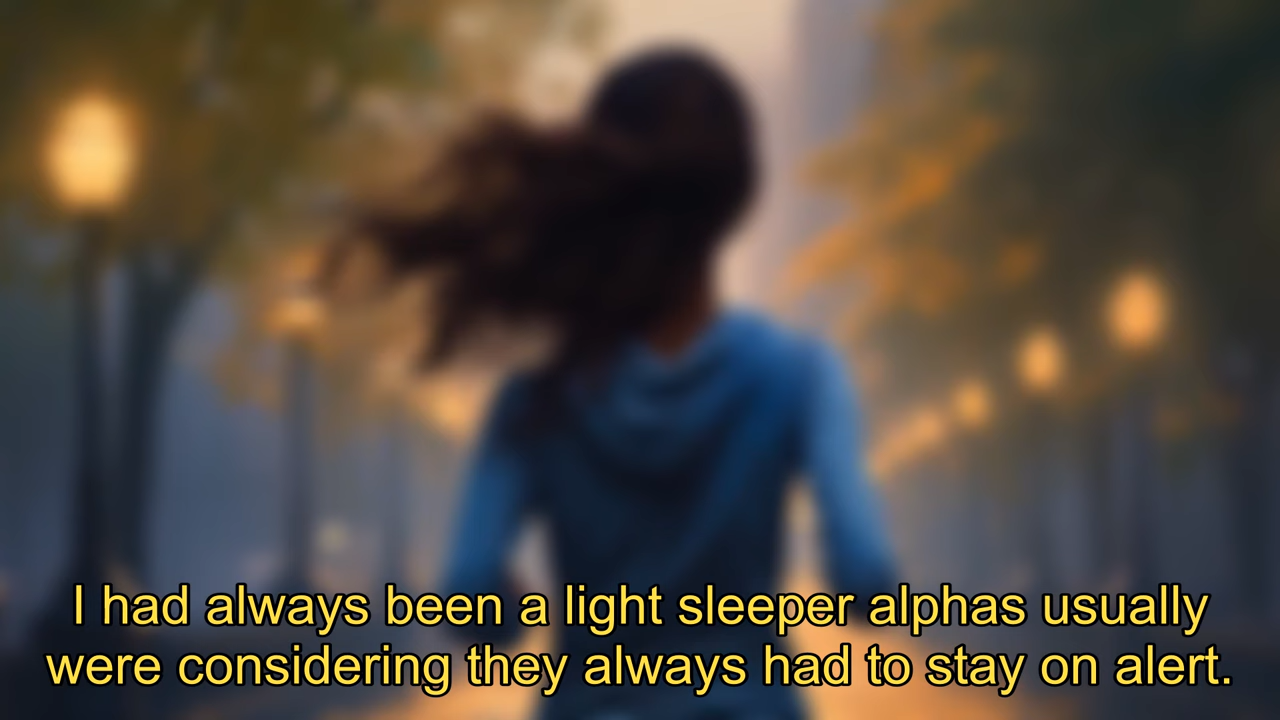 I had always been a light sleeper alphas usually
were considering they always had to stay on alert.